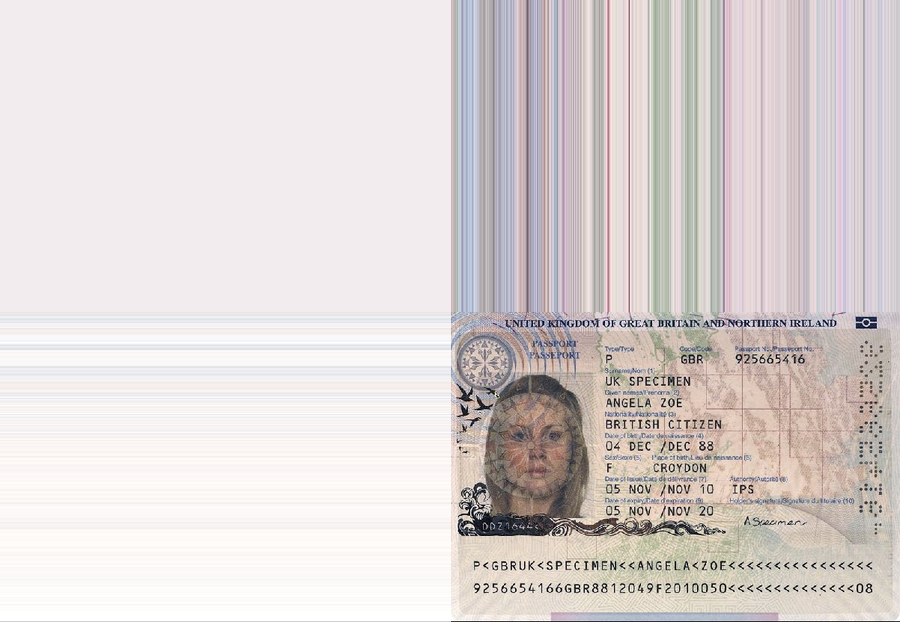 UNITED KINGDOM OF GREAT BRITAIN AND NORTHERN IRELAND
PASSPORT
PASSEPORT
Type/Type Code/Code Passport No./Passeport No.
P GBR 925665416
Surname/Nom (1)
UK SPECIMEN
Given names/Prénoms (2)
ANGELA ZOE
Nationality/Nationalité (3)
BRITISH CITIZEN
Date of birth/Date de naissance (4)
04 DEC /DEC 88
Sex/Sexe (5) Place of birth/Lieu de naissance (6)
F CROYDON
Date of issue/Date de délivrance (7) Authority/Autorité (8)
05 NOV /NOV 10 IPS
Date of expiry/Date d'expiration (9) Holder's signature/Signature du titulaire (10)
05 NOV /NOV 20 A Specimen
P<GBRUK<SPECIMEN<<ANGELA<ZOE<<<<<<<<<<<<<<<<
9256654166GBR8812049F2010050<<<<<<<<<<<<<<08